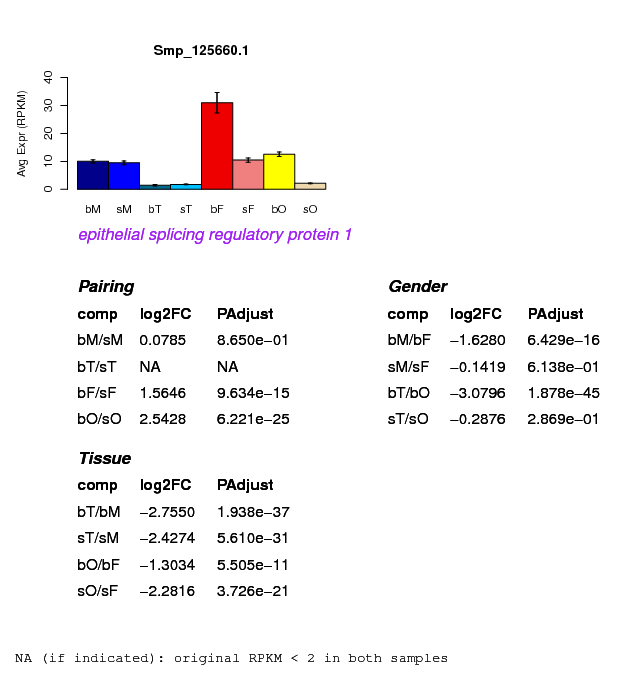 Smp_125660.1
Avg Expr (RPKM)
0 10 20 30 40
bM sM bT sT bF sF bO sO
epithelial splicing regulatory protein 1
Pairing
comp log2FC PAdjust
bM/sM 0.0785 8.650e−01
bT/sT NA NA
bF/sF 1.5646 9.634e−15
bO/sO 2.5428 6.221e−25
Gender
comp log2FC PAdjust
bM/bF −1.6280 6.429e−16
sM/sF −0.1419 6.138e−01
bT/bO −3.0796 1.878e−45
sT/sO −0.2876 2.869e−01
Tissue
comp log2FC PAdjust
bT/bM −2.7550 1.938e−37
sT/sM −2.4274 5.610e−31
bO/bF −1.3034 5.505e−11
sO/sF −2.2816 3.726e−21
NA (if indicated): original RPKM < 2 in both samples